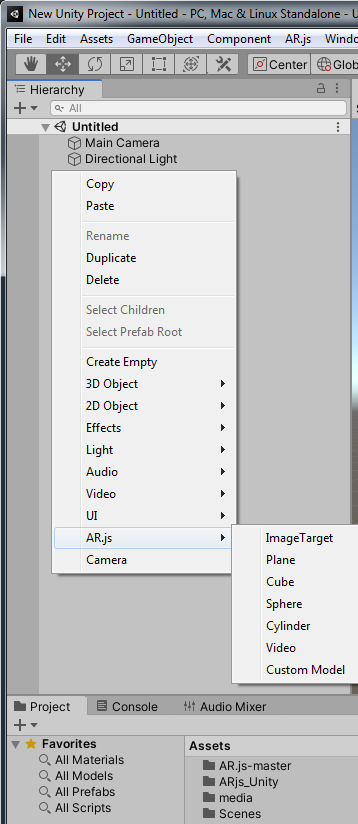 New Unity Project - Untitled - PC, Mac & Linux Standalone -
File Edit Assets GameObject Component AR.js
Center
Hierarchy
All
Untitled
Main Camera
Directional Light
Copy
Paste
Rename
Duplicate
Delete
Select Children
Select Prefab Root
Create Empty
3D Object
2D Object
Effects
Light
Audio
Video
UI
AR.js
Camera
ImageTarget
Plane
Cube
Sphere
Cylinder
Video
Custom Model
Project Console Audio Mixer
Favorites
All Materials
All Models
All Prefabs
All Scripts
Assets
AR.js-master
ARjs_Unity
media
Scenes